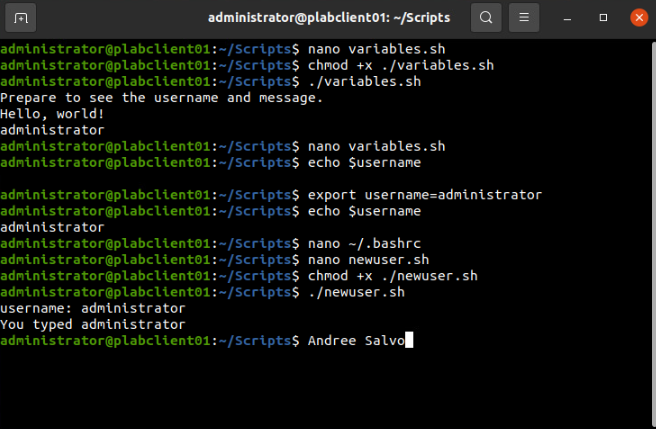 administrator@plabclient01: ~/Scripts
administrator@plabclient01:~/Scripts$ nano variables.sh
administrator@plabclient01:~/Scripts$ chmod +x ./variables.sh
administrator@plabclient01:~/Scripts$ ./variables.sh
Prepare to see the username and message.
Hello, world!
administrator
administrator@plabclient01:~/Scripts$ nano variables.sh
administrator@plabclient01:~/Scripts$ echo $username
administrator@plabclient01:~/Scripts$ export username=administrator
administrator@plabclient01:~/Scripts$ echo $username
administrator
administrator@plabclient01:~/Scripts$ nano ~/.bashrc
administrator@plabclient01:~/Scripts$ nano newuser.sh
administrator@plabclient01:~/Scripts$ chmod +x ./newuser.sh
administrator@plabclient01:~/Scripts$ ./newuser.sh
username: administrator
You typed administrator
administrator@plabclient01:~/Scripts$ Andree Salvo